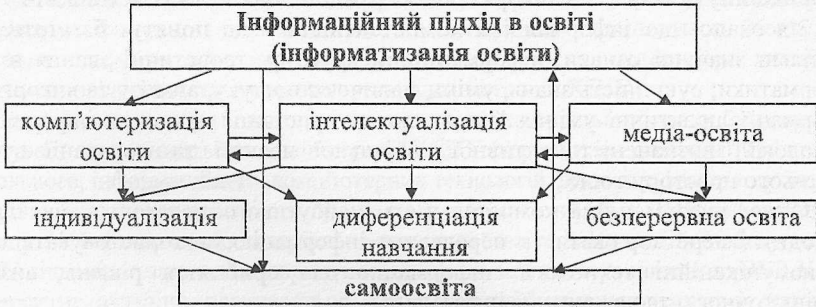 Інформаційний підхід в освіті
(інформатизація освіти)
комп’ютеризація
освіти
інтелектуалізація
освіти
медіа-освіта
індивідуалізація
диференціація
навчання
безперервна освіта
самоосвіта